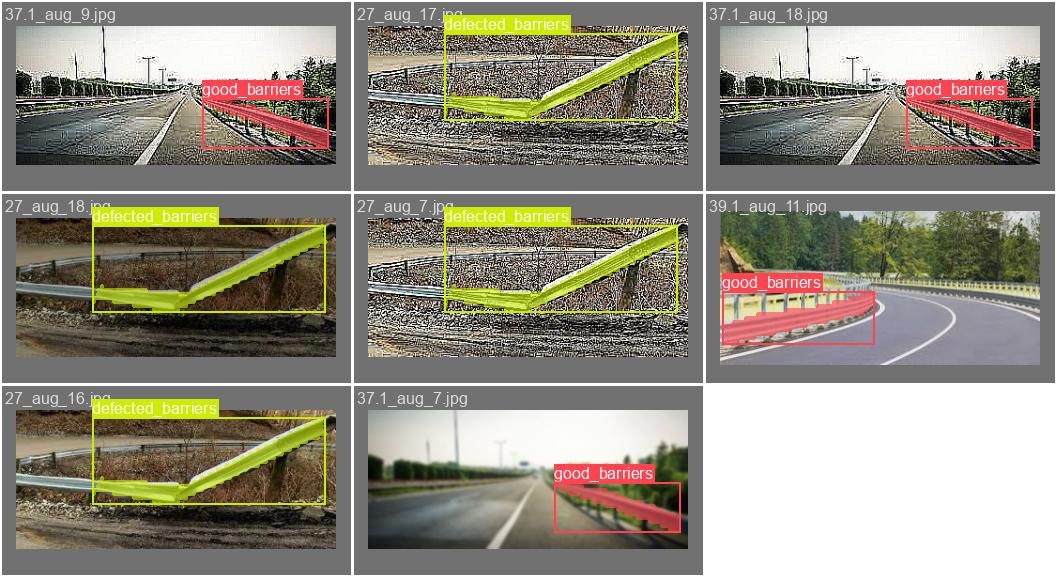 37.1_aug_9.jpg
good_barriers
27_aug_17.jpg
defected_barriers
37.1_aug_18.jpg
good_barriers
27_aug_18.jpg
defected_barriers
27_aug_7.jpg
defected_barriers
39.1_aug_11.jpg
good_barriers
27_aug_16.jpg
defected_barriers
37.1_aug_7.jpg
good_barriers